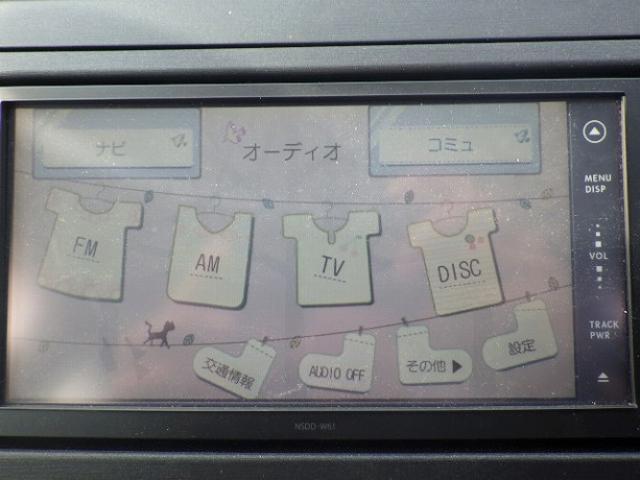 ナビ
オーディオ
コミュ
FM
AM
TV
DISC
交通情報
AUDIO OFF
その他 ▶
設定
MENU
DISP
VOL
TRACK
PWR
NSDD-W61